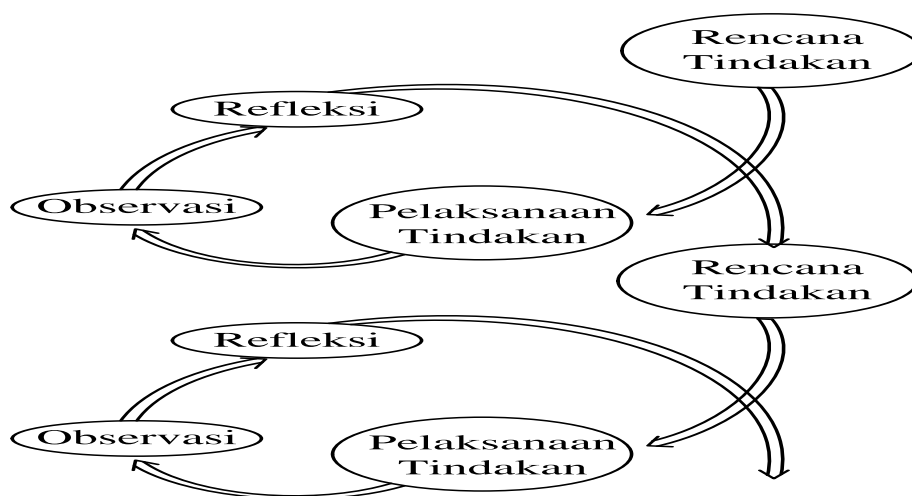 Rencana
Tindakan
Refleksi
Observasi
Pelaksanaan
Tindakan
Rencana
Tindakan
Refleksi
Observasi
Pelaksanaan
Tindakan